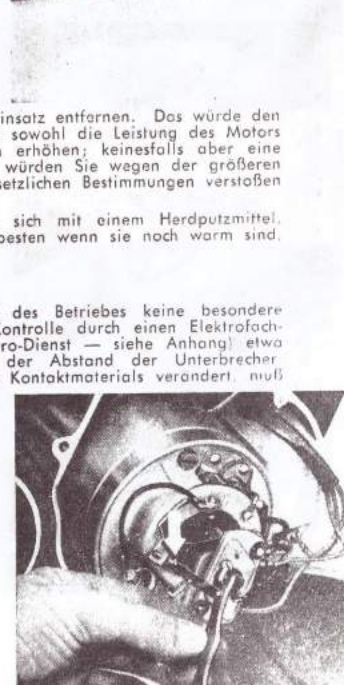 insatz entfernen. Das würde den
sowohl die Leistung des Motors
erhöhen; keinesfalls aber eine
würden Sie wegen der größeren
setzlichen Bestimmungen verstoßen
sich mit einem Herdputzmittel,
besten wenn sie noch warm sind,
des Betriebes keine besondere
Kontrolle durch einen Elektrofach-
ro-Dienst — siehe Anhang) etwa
der Abstand der Unterbrecher
Kontaktmaterials verändert, muß